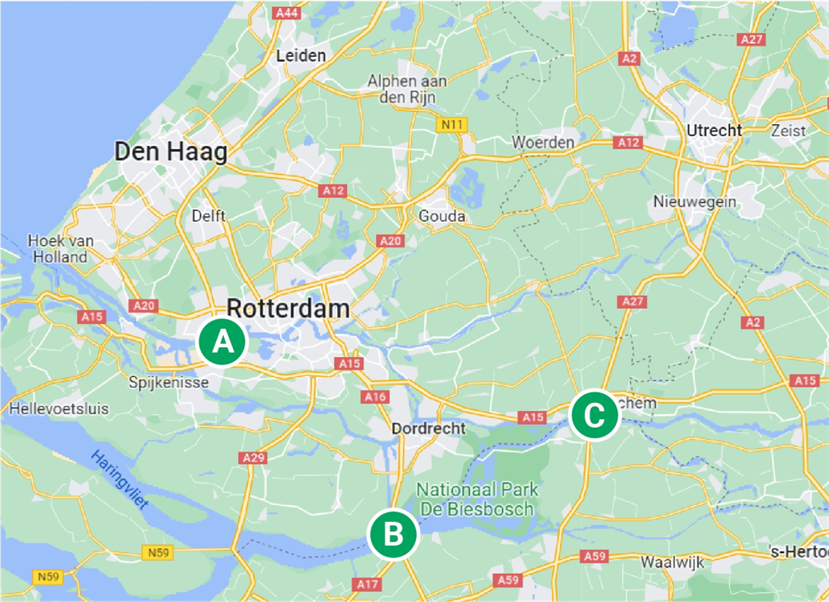 A44
Leiden
A27
A2
Alphen aan
den Rijn
N11
Utrecht
Zeist
Woerden
A12
Den Haag
A12
Nieuwegein
Delft
Gouda
Hoek van
Holland
A20
A20
Rotterdam
A27
A15
A2
A
A15
Spijkenisse
A15
A16
chem
Hellevoetsluis
C
A15
Dordrecht
A29
Haringvliet
Nationaal Park
De Biesbosch
B
N59
's-Herto
A59
Waalwijk
N59
A17
A59